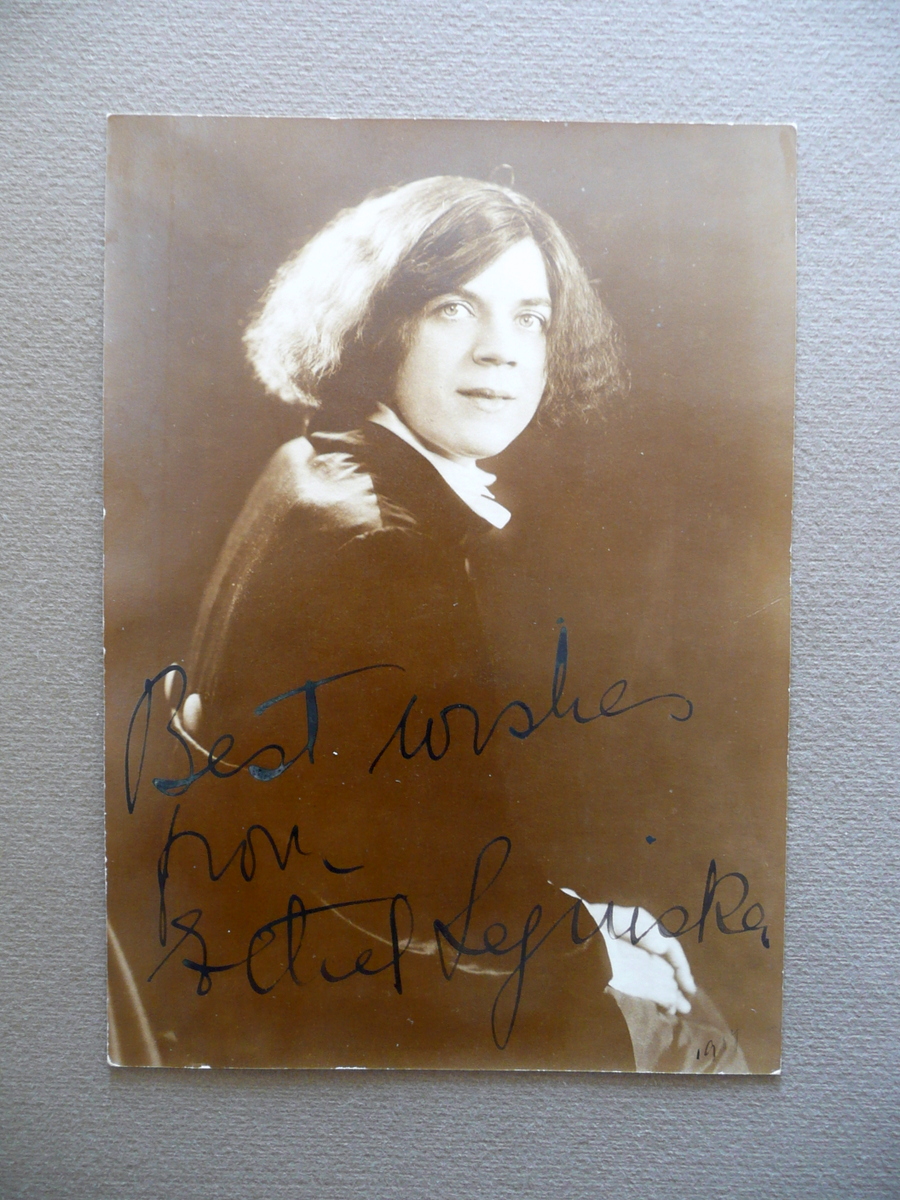 Best wishes
from
Ethel Leginska